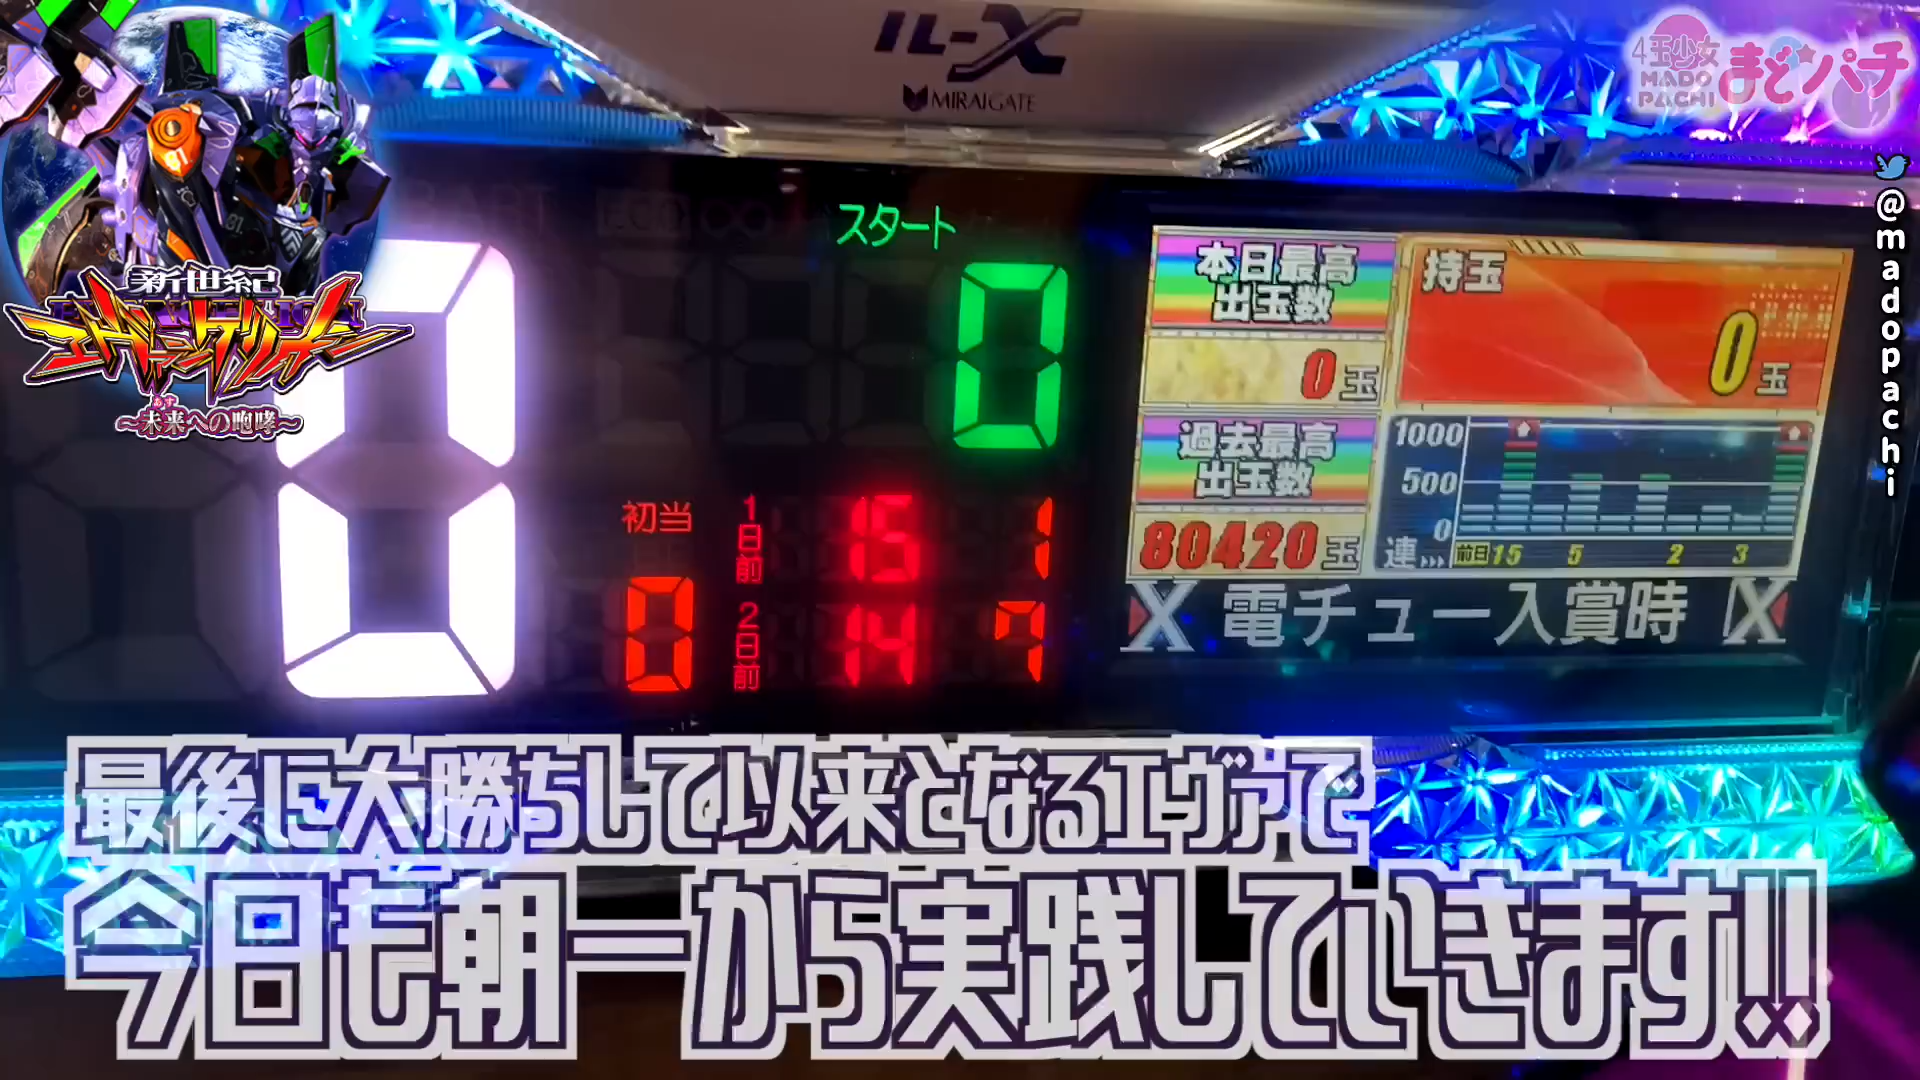 IL-X
MIRAIGATE
4玉少女
MADO
PACHI
まど★パチ
@madopachi
新世紀
エヴァンゲリオン
あす
～未来への咆哮～
スタート
0
0
初当
0
1日前
15
1
2日前
14
7
本日最高
出玉数
0玉
過去最高
出玉数
80420玉
持玉
0玉
1000
500
0
連
前日 15 5 2 3
X 電チュー入賞時 X
最後に大勝ちして以来となるエヴァで
今日も朝一から実践していきます!!